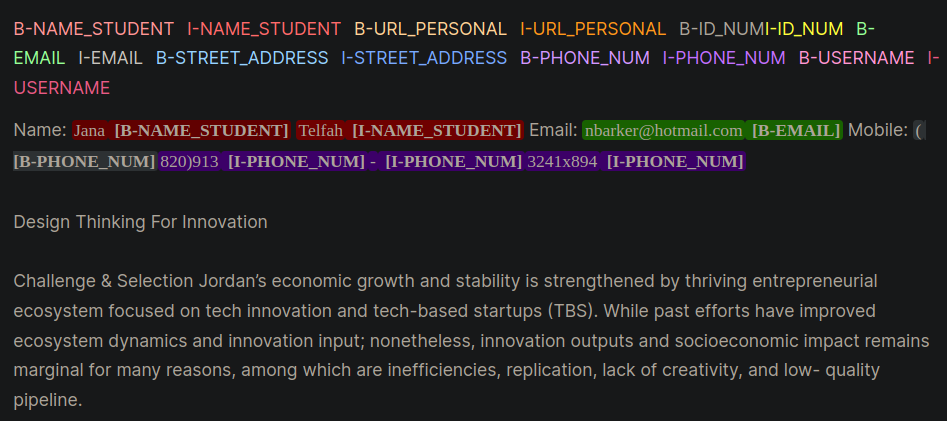 B-NAME_STUDENT I-NAME_STUDENT B-URL_PERSONAL I-URL_PERSONAL B-ID_NUMI-ID_NUM B-
EMAIL I-EMAIL B-STREET_ADDRESS I-STREET_ADDRESS B-PHONE_NUM I-PHONE_NUM B-USERNAME I-
USERNAME
Name: Jana [B-NAME_STUDENT] Telfah [I-NAME_STUDENT] Email: nbarker@hotmail.com [B-EMAIL] Mobile: (
[B-PHONE_NUM] 820)913 [I-PHONE_NUM] - [I-PHONE_NUM] 3241x894 [I-PHONE_NUM]
Design Thinking For Innovation
Challenge & Selection Jordan’s economic growth and stability is strengthened by thriving entrepreneurial
ecosystem focused on tech innovation and tech-based startups (TBS). While past efforts have improved
ecosystem dynamics and innovation input; nonetheless, innovation outputs and socioeconomic impact remains
marginal for many reasons, among which are inefficiencies, replication, lack of creativity, and low- quality
pipeline.